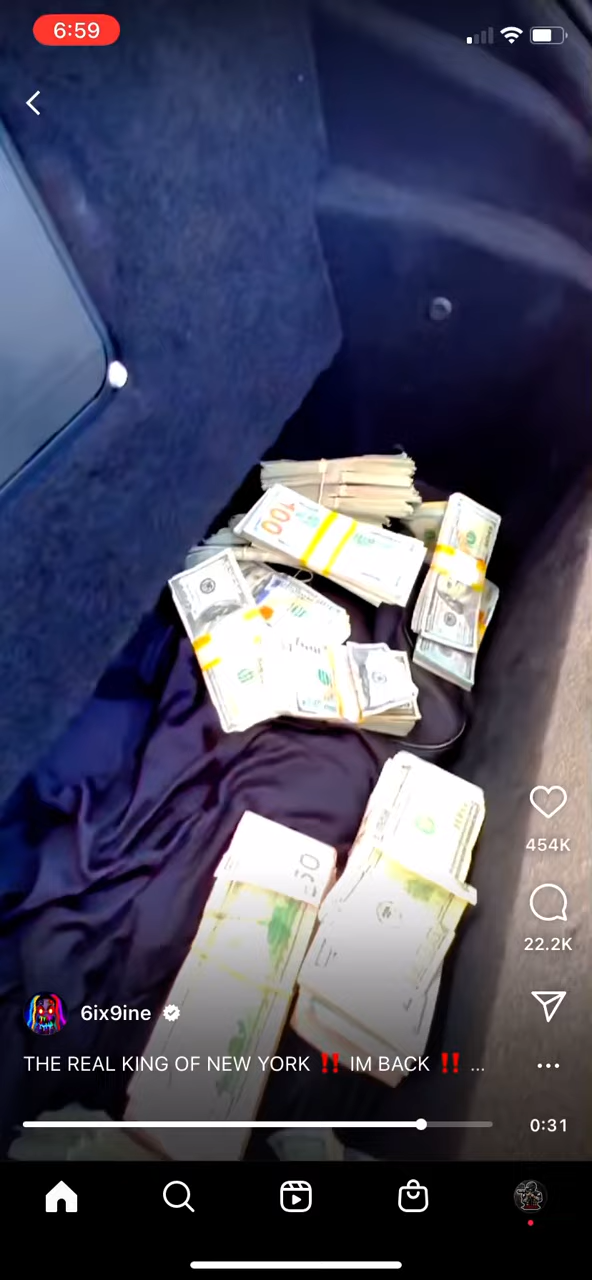 6:59
100
50
454K
22.2K
6ix9ine
THE REAL KING OF NEW YORK ‼️ IM BACK ‼️ ...
0:31